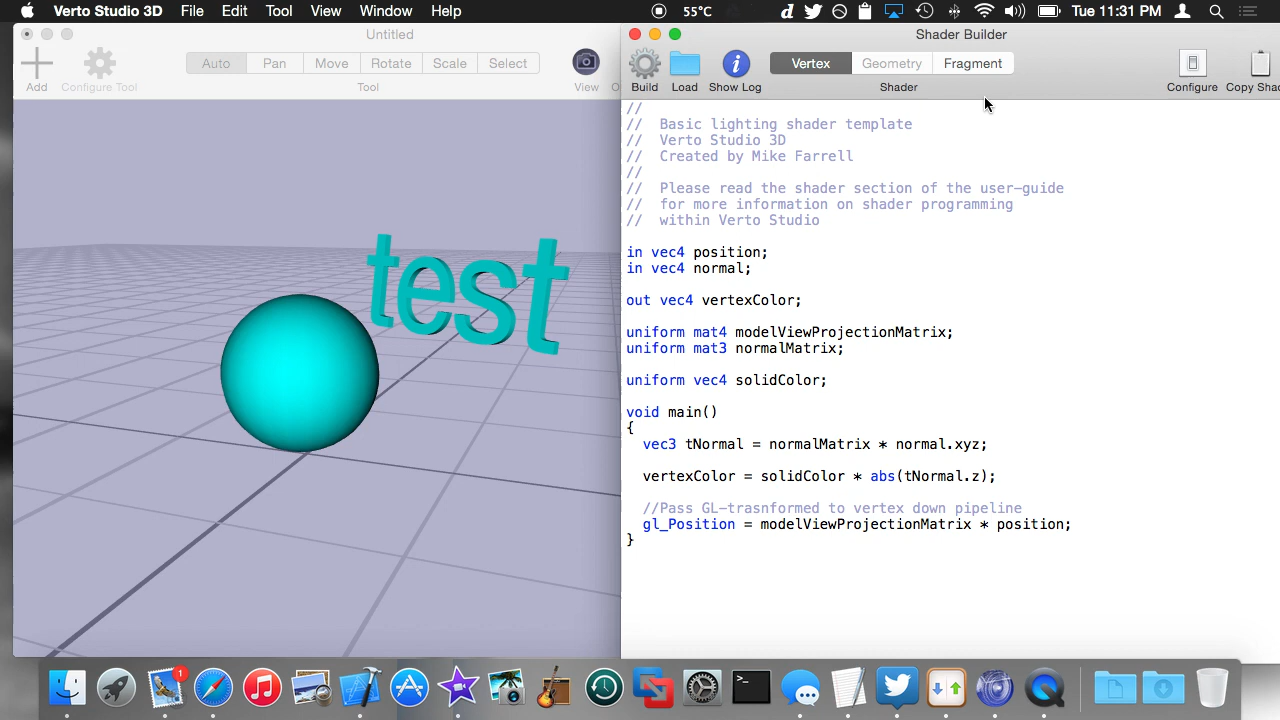 Verto Studio 3D File Edit Tool View Window Help 55°C Tue 11:31 PM
Untitled
Auto Pan Move Rotate Scale Select
Add Configure Tool Tool View
test
Shader Builder
Vertex Geometry Fragment
Build Load Show Log Shader Configure Copy Shad
//
// Basic lighting shader template
// Verto Studio 3D
// Created by Mike Farrell
//
// Please read the shader section of the user-guide
// for more information on shader programming
// within Verto Studio
in vec4 position;
in vec4 normal;
out vec4 vertexColor;
uniform mat4 modelViewProjectionMatrix;
uniform mat3 normalMatrix;
uniform vec4 solidColor;
void main()
{
vec3 tNormal = normalMatrix * normal.xyz;
vertexColor = solidColor * abs(tNormal.z);
//Pass GL-trasnformed to vertex down pipeline
gl_Position = modelViewProjectionMatrix * position;
}
1